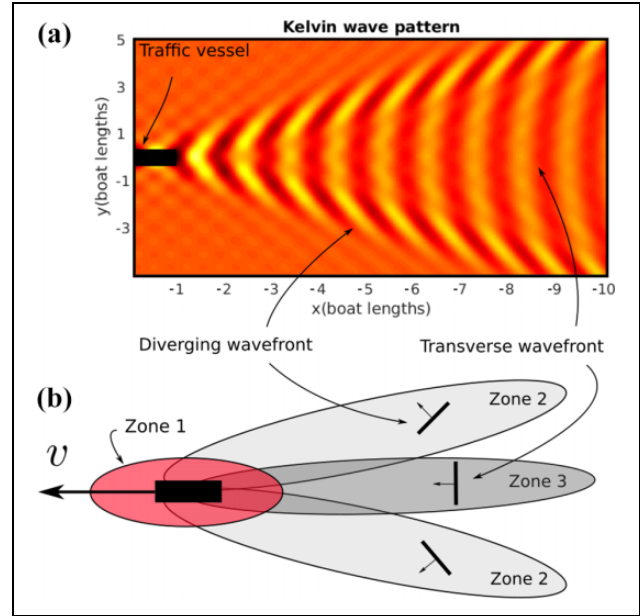 (a)
Kelvin wave pattern
Traffic vessel
y(boat lengths)
5
3
1
-1
-3
-1 -2 -3 -4 -5 -6 -7 -8 -9 -10
x(boat lengths)
Diverging wavefront
Transverse wavefront
(b)
Zone 1
Zone 2
v
Zone 3
Zone 2